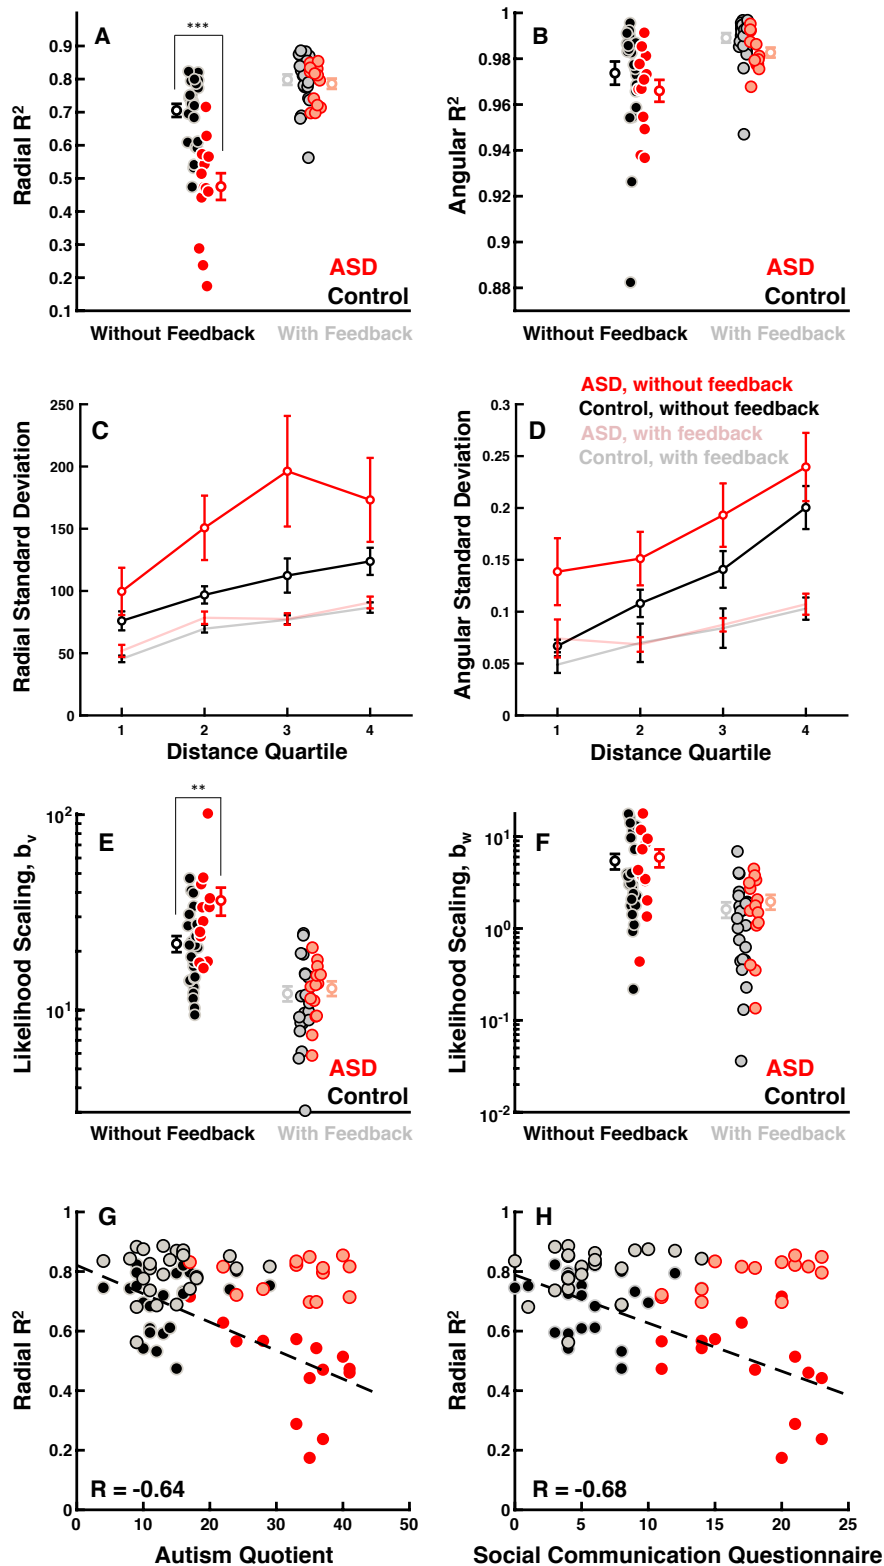 A
***
0.9
0.8
0.7
0.6
0.5
0.4
0.3
0.2
0.1
Radial R²
ASD
Control
Without Feedback
With Feedback
B
0.98
0.96
0.94
0.92
0.9
0.88
Angular R²
ASD
Control
Without Feedback
With Feedback
C
250
200
150
100
50
0
Radial Standard Deviation
1 2 3 4
Distance Quartile
ASD, without feedback
Control, without feedback
ASD, with feedback
Control, with feedback
D
0.3
0.25
0.2
0.15
0.1
0.05
0
Angular Standard Deviation
1 2 3 4
Distance Quartile
E
**
10²
10¹
Likelihood Scaling, bᵥ
ASD
Control
Without Feedback
With Feedback
F
10¹
10⁰
10⁻¹
10⁻²
Likelihood Scaling, b_w
ASD
Control
Without Feedback
With Feedback
G
1
0.8
0.6
0.4
0.2
0
Radial R²
R = -0.64
0 10 20 30 40 50
Autism Quotient
H
1
0.8
0.6
0.4
0.2
0
Radial R²
R = -0.68
0 5 10 15 20 25
Social Communication Questionnaire